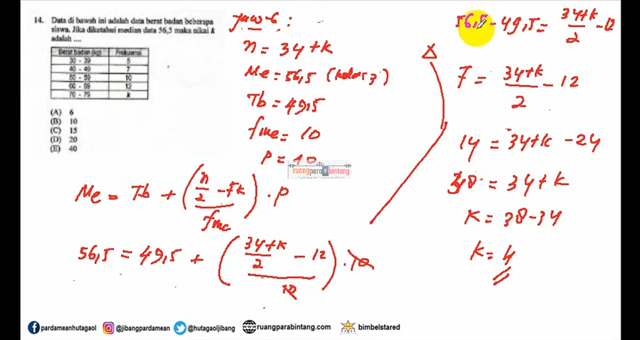 14. Data di bawah ini adalah data berat badan beberapa
siswa. Jika diketahui median data 56,5 maka nilai k
adalah ....
Berat badan (kg) Frekuensi
30 - 39 5
40 - 49 7
50 - 59 10
60 - 69 12
70 - 79 k
(A) 6
(B) 10
(C) 15
(D) 20
(E) 40
Jawab :
n = 34+k
Me = 56,5 (kelas 3)
Tb = 49,5
fme = 10
P = 10
ruangparabintang
Me = Tb + (n/2 - fk / fme) . P
56,5 = 49,5 + (34+k/2 - 12 / 10) . 10
56,5 - 49,5 = 34+k/2 - 12
7 = 34+k/2 - 12
14 = 34+k - 24
38 = 34+k
k = 38-34
k = 4
pardameanhutagaol @jibangpardamean @hutagaoljibang ruangparabintang.com bimbelstared